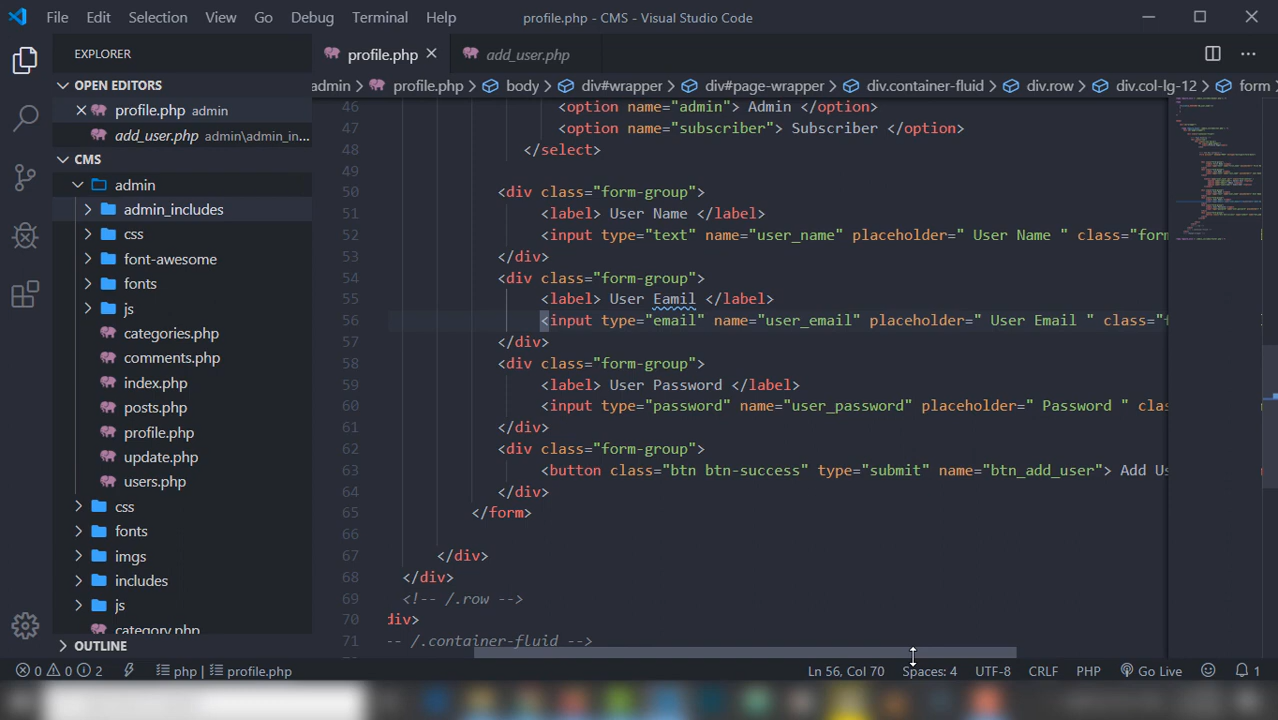 File Edit Selection View Go Debug Terminal Help profile.php - CMS - Visual Studio Code
EXPLORER
OPEN EDITORS
profile.php admin
add_user.php admin\admin_in...
CMS
admin
admin_includes
css
font-awesome
fonts
js
categories.php
comments.php
index.php
posts.php
profile.php
update.php
users.php
css
fonts
imgs
includes
js
category.php
OUTLINE
profile.php add_user.php
admin > profile.php > body > div#wrapper > div#page-wrapper > div.container-fluid > div.row > div.col-lg-12 > form
46 <option name="admin"> Admin </option>
47 <option name="subscriber"> Subscriber </option>
48 </select>
49
50 <div class="form-group">
51 <label> User Name </label>
52 <input type="text" name="user_name" placeholder=" User Name " class="form
53 </div>
54 <div class="form-group">
55 <label> User Eamil </label>
56 <input type="email" name="user_email" placeholder=" User Email " class="f
57 </div>
58 <div class="form-group">
59 <label> User Password </label>
60 <input type="password" name="user_password" placeholder=" Password " clas
61 </div>
62 <div class="form-group">
63 <button class="btn btn-success" type="submit" name="btn_add_user"> Add Us
64 </div>
65 </form>
66
67 </div>
68 </div>
69 <!-- /.row -->
70 div>
71 -- /.container-fluid -->
0 0 2 php | profile.php Ln 56, Col 70 Spaces: 4 UTF-8 CRLF PHP Go Live 1